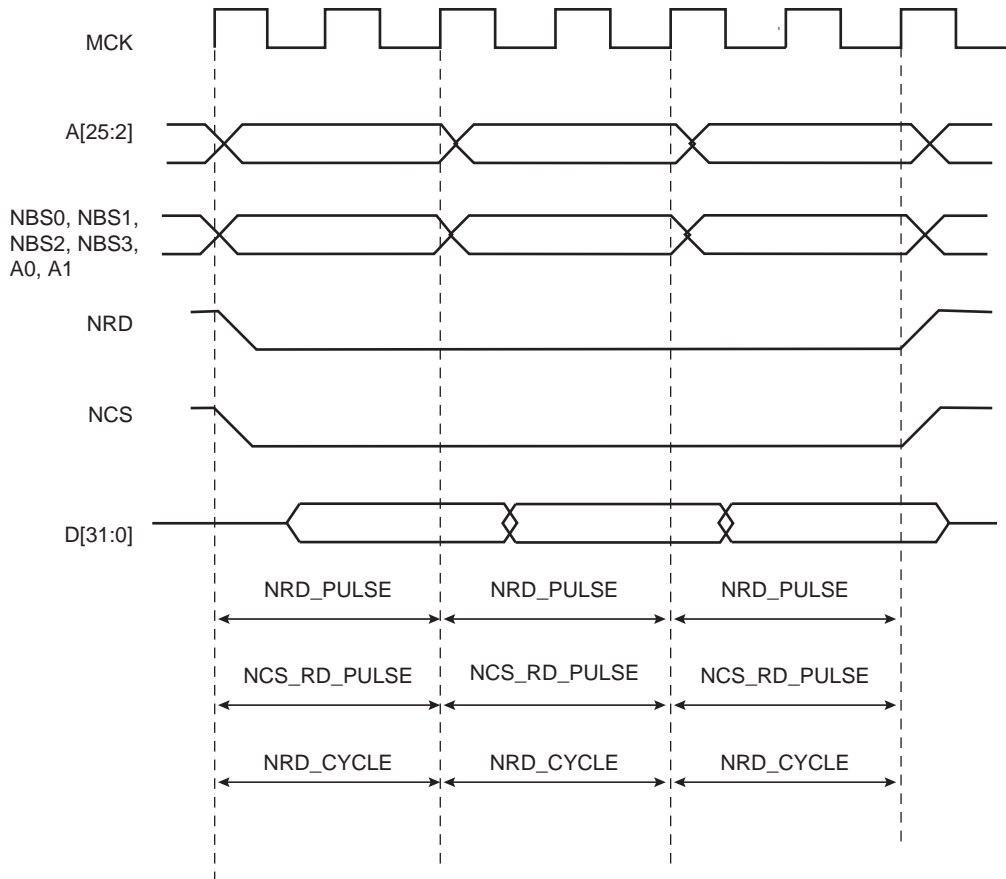 MCK
A[25:2]
NBS0, NBS1,
NBS2, NBS3,
A0, A1
NRD
NCS
D[31:0]
NRD_PULSE NRD_PULSE NRD_PULSE
NCS_RD_PULSE NCS_RD_PULSE NCS_RD_PULSE
NRD_CYCLE NRD_CYCLE NRD_CYCLE